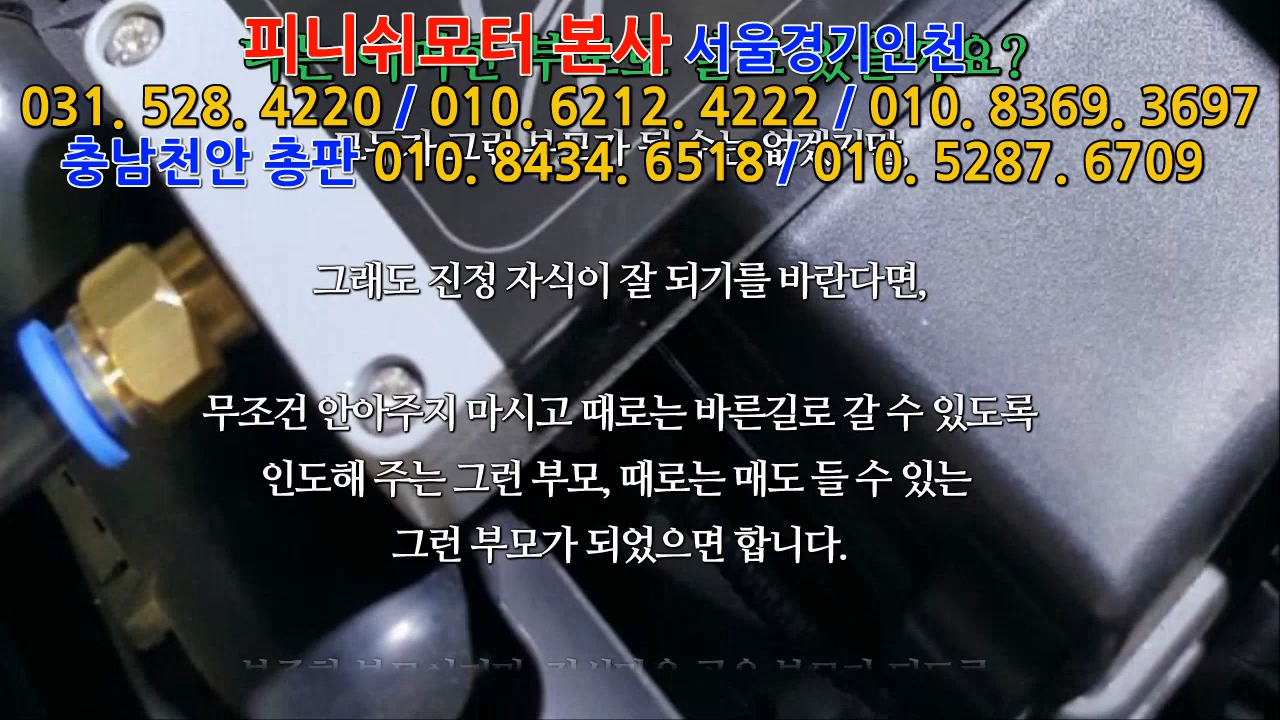 피니쉬모터 본사 서울경기인천
031. 528. 4220 / 010. 6212. 4222 / 010. 8369. 3697
충남천안 총판 010. 8434. 6518 / 010. 5287. 6709
없겠지만,
그래도 진정 자식이 잘 되기를 바란다면,
무조건 안아주지 마시고 때로는 바른길로 갈 수 있도록
인도해 주는 그런 부모, 때로는 매도 들 수 있는
그런 부모가 되었으면 합니다.